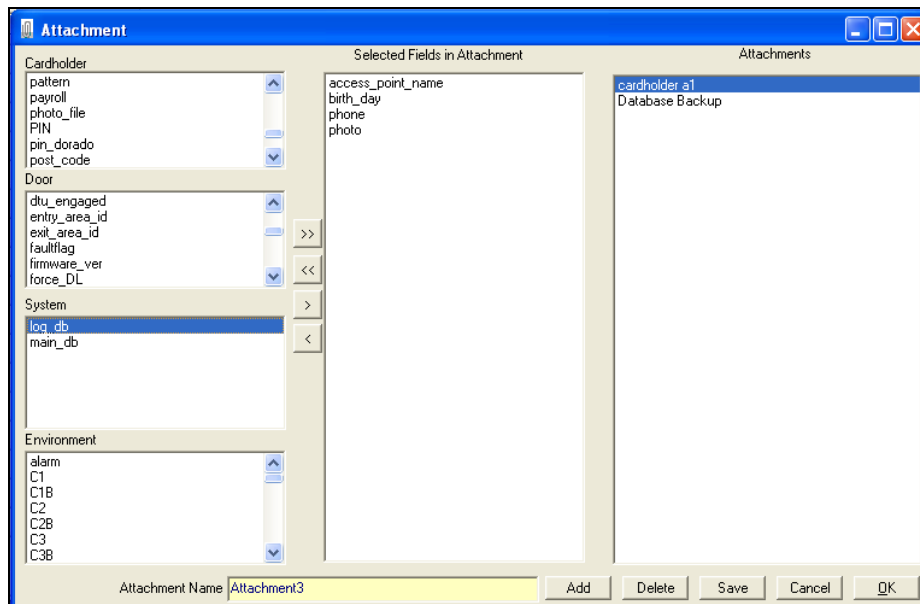 Attachment
Cardholder
pattern
payroll
photo_file
PIN
pin_dorado
post_code
Door
dtu_engaged
entry_area_id
exit_area_id
faultflag
firmware_ver
force_DL
System
log_db
main_db
Environment
alarm
C1
C1B
C2
C2B
C3
C3B
>>
<<
>
<
Selected Fields in Attachment
access_point_name
birth_day
phone
photo
Attachments
cardholder a1
Database Backup
Attachment Name Attachment3
Add Delete Save Cancel OK